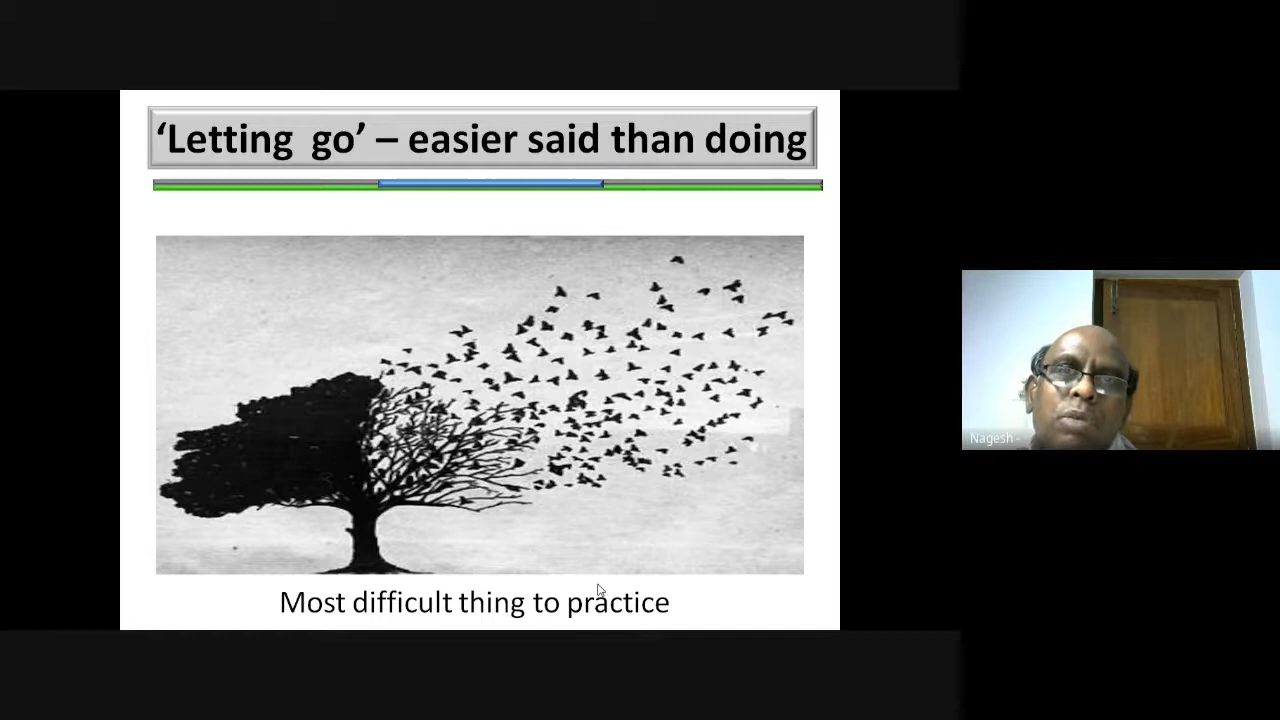 ‘Letting go’ – easier said than doing
Most difficult thing to practice
Nagesh -